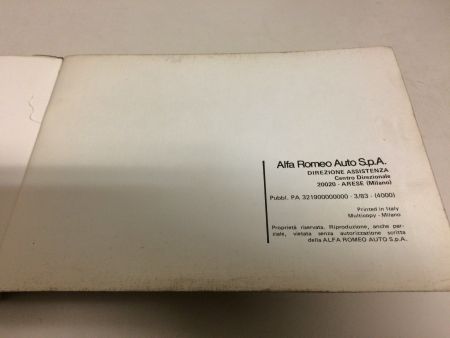 Alfa Romeo Auto S.p.A.
DIREZIONE ASSISTENZA
Centro Direzionale
20020 - ARESE (Milano)
Pubbl. PA 321900000000 - 3/83 - (4000)
Printed in Italy
Multicopy - Milano
Proprietà riservata. Riproduzione, anche par-
ziale, vietata senza autorizzazione scritta
della ALFA ROMEO AUTO S.p.A.